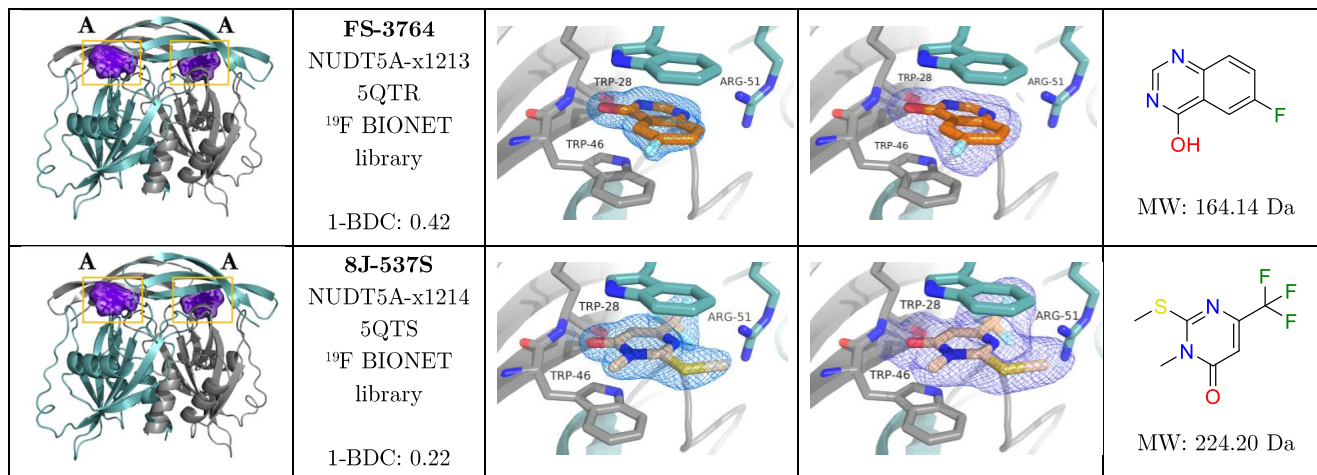 A A
FS-3764
NUDT5A-x1213
5QTR
¹⁹F BIONET
library
1-BDC: 0.42
TRP-28
ARG-51
TRP-46
TRP-28
ARG-51
TRP-46
N
N
F
OH
MW: 164.14 Da
A A
8J-537S
NUDT5A-x1214
5QTS
¹⁹F BIONET
library
1-BDC: 0.22
TRP-28
ARG-51
TRP-46
TRP-28
ARG-51
TRP-46
F
F
S N F
N
O
MW: 224.20 Da